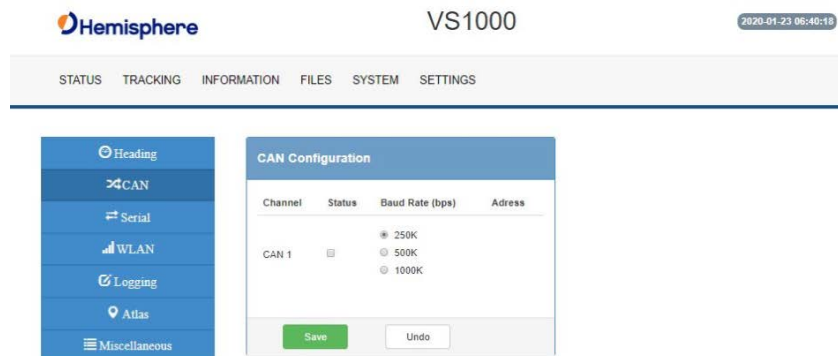 Hemisphere
VS1000
2020-01-23 06:40:18
STATUS TRACKING INFORMATION FILES SYSTEM SETTINGS
Heading
CAN
Serial
WLAN
Logging
Atlas
Miscellaneous
CAN Configuration
Channel Status Baud Rate (bps) Adress
CAN 1
250K
500K
1000K
Save Undo